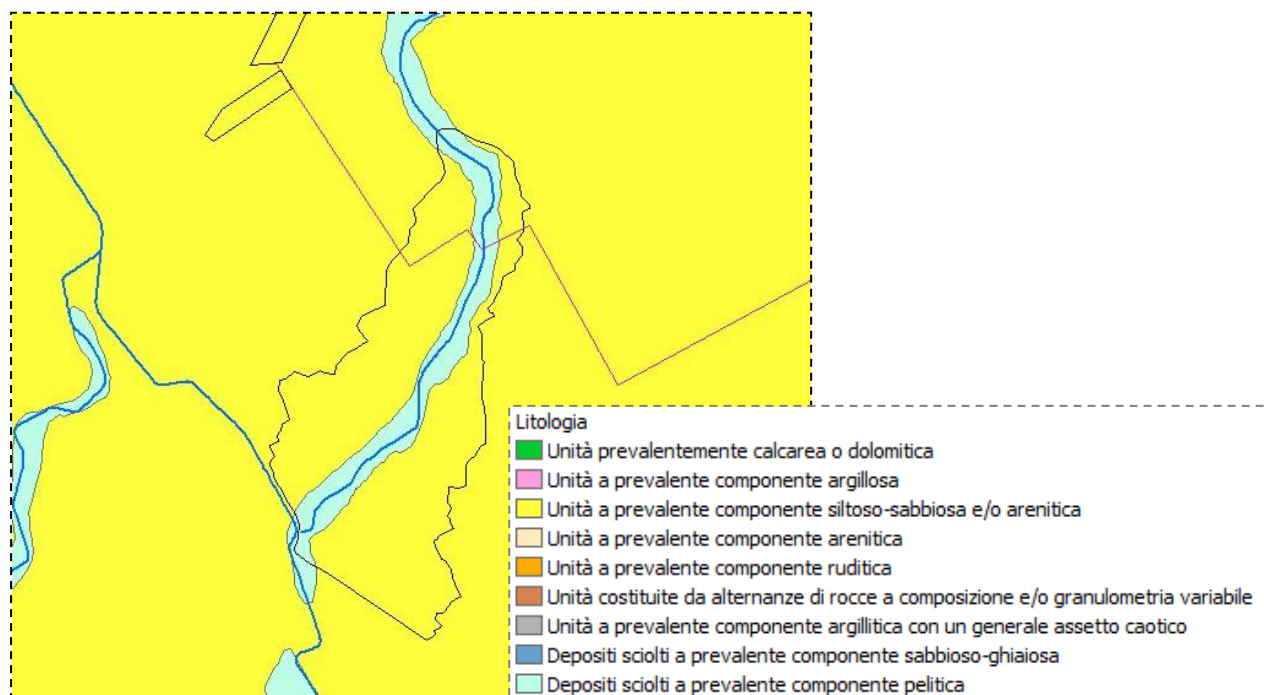 Litologia
Unità prevalentemente calcarea o dolomitica
Unità a prevalente componente argillosa
Unità a prevalente componente siltoso-sabbiosa e/o arenitica
Unità a prevalente componente arenitica
Unità a prevalente componente ruditica
Unità costituite da alternanze di rocce a composizione e/o granulometria variabile
Unità a prevalente componente argillitica con un generale assetto caotico
Depositi sciolti a prevalente componente sabbioso-ghiaiosa
Depositi sciolti a prevalente componente pelitica